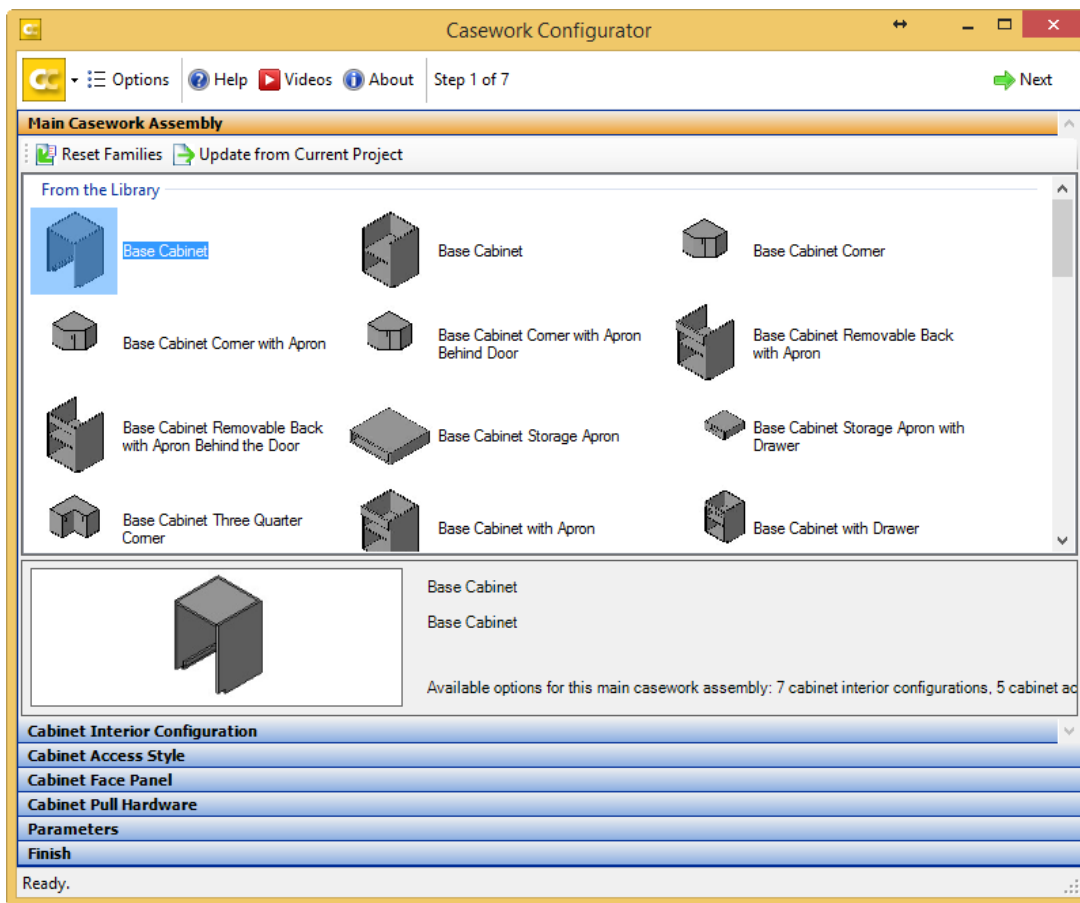 Casework Configurator
CC Options Help Videos About Step 1 of 7 Next
Main Casework Assembly
Reset Families Update from Current Project
From the Library
Base Cabinet
Base Cabinet
Base Cabinet Corner
Base Cabinet Corner with Apron
Base Cabinet Corner with Apron
Behind Door
Base Cabinet Removable Back
with Apron
Base Cabinet Removable Back
with Apron Behind the Door
Base Cabinet Storage Apron
Base Cabinet Storage Apron with
Drawer
Base Cabinet Three Quarter
Corner
Base Cabinet with Apron
Base Cabinet with Drawer
Base Cabinet
Base Cabinet
Available options for this main casework assembly: 7 cabinet interior configurations, 5 cabinet ac
Cabinet Interior Configuration
Cabinet Access Style
Cabinet Face Panel
Cabinet Pull Hardware
Parameters
Finish
Ready.